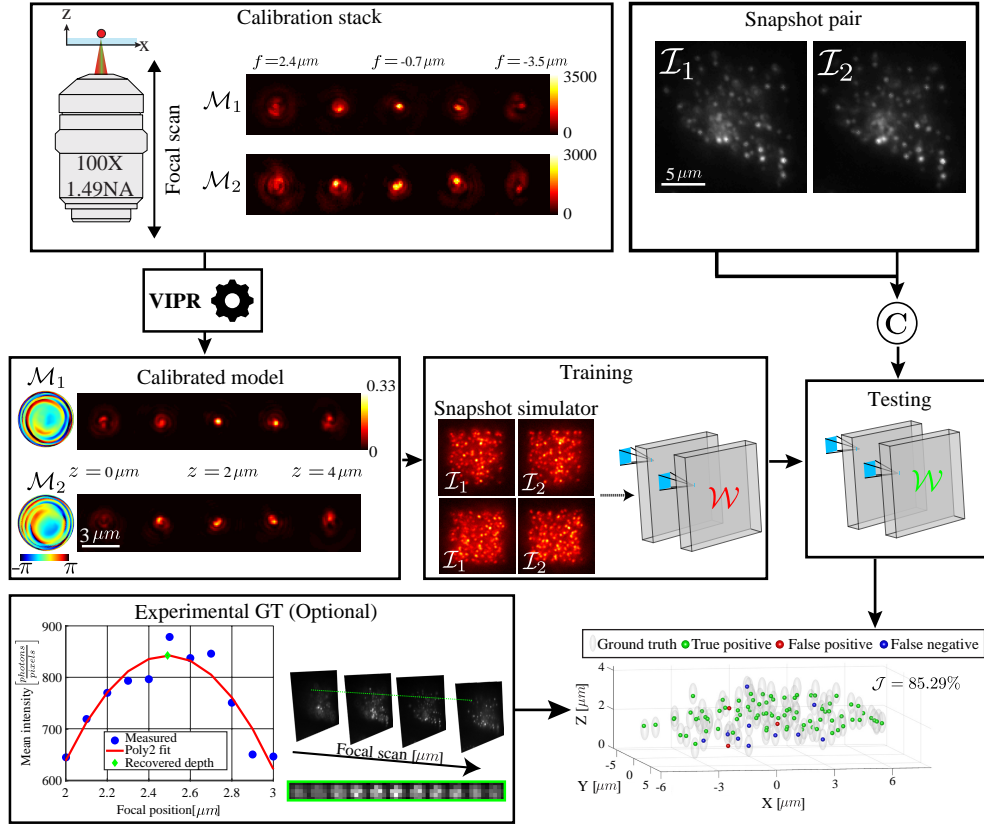 Calibration stack
Z
X
100X
1.49NA
Focal scan
f = 2.4 μm
f = -0.7 μm
f = -3.5 μm
M₁
3500
0
M₂
3000
0
Snapshot pair
I₁
I₂
5 μm
VIPR
C
M₁
Calibrated model
0.33
0
z = 0 μm
z = 2 μm
z = 4 μm
M₂
3 μm
-π
π
Training
Snapshot simulator
I₁
I₂
I₁
I₂
W
Testing
W
Experimental GT (Optional)
Mean intensity [photons/pixels]
900
800
700
600
Measured
Poly2 fit
Recovered depth
2
2.2
2.4
2.6
2.8
3
Focal position[μm]
Focal scan [μm]
Ground truth
True positive
False positive
False negative
J = 85.29%
Z [μm]
4
2
0
-5
0
5
Y [μm]
-6
-3
0
3
6
X [μm]